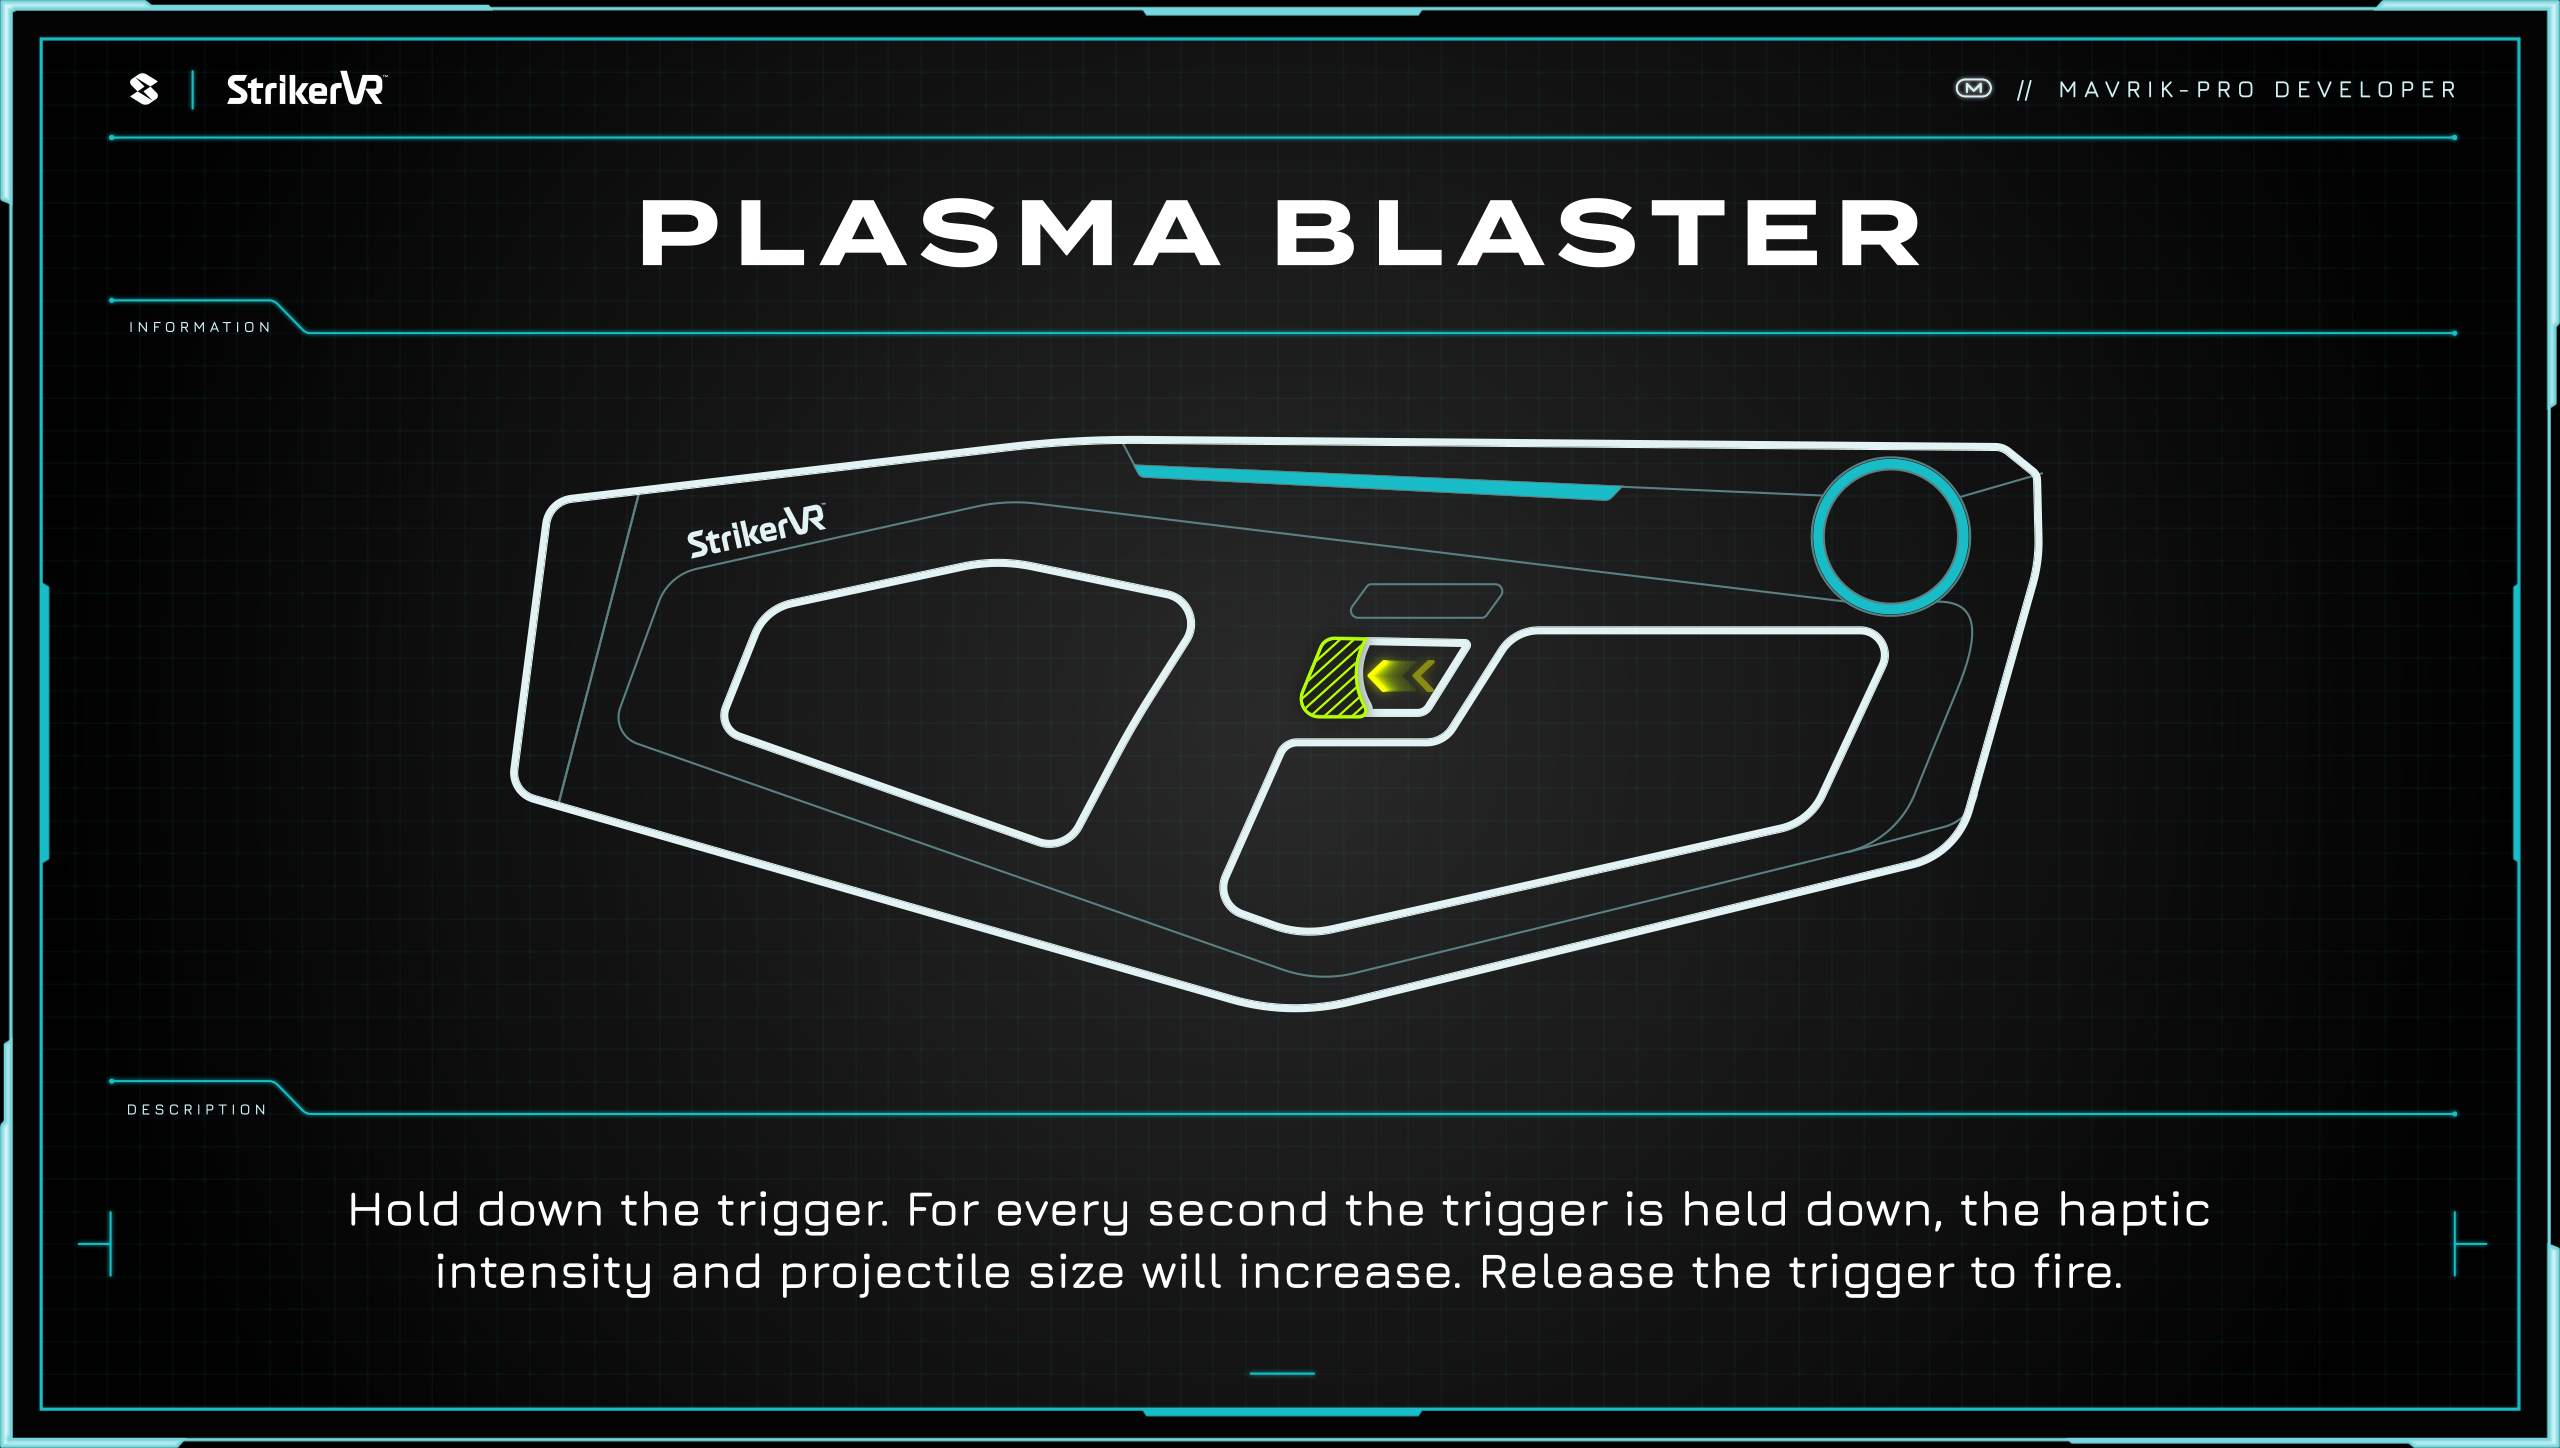 StrikerVR™
M // MAVRIK-PRO DEVELOPER
PLASMA BLASTER
INFORMATION
StrikerVR
DESCRIPTION
Hold down the trigger. For every second the trigger is held down, the haptic
intensity and projectile size will increase. Release the trigger to fire.